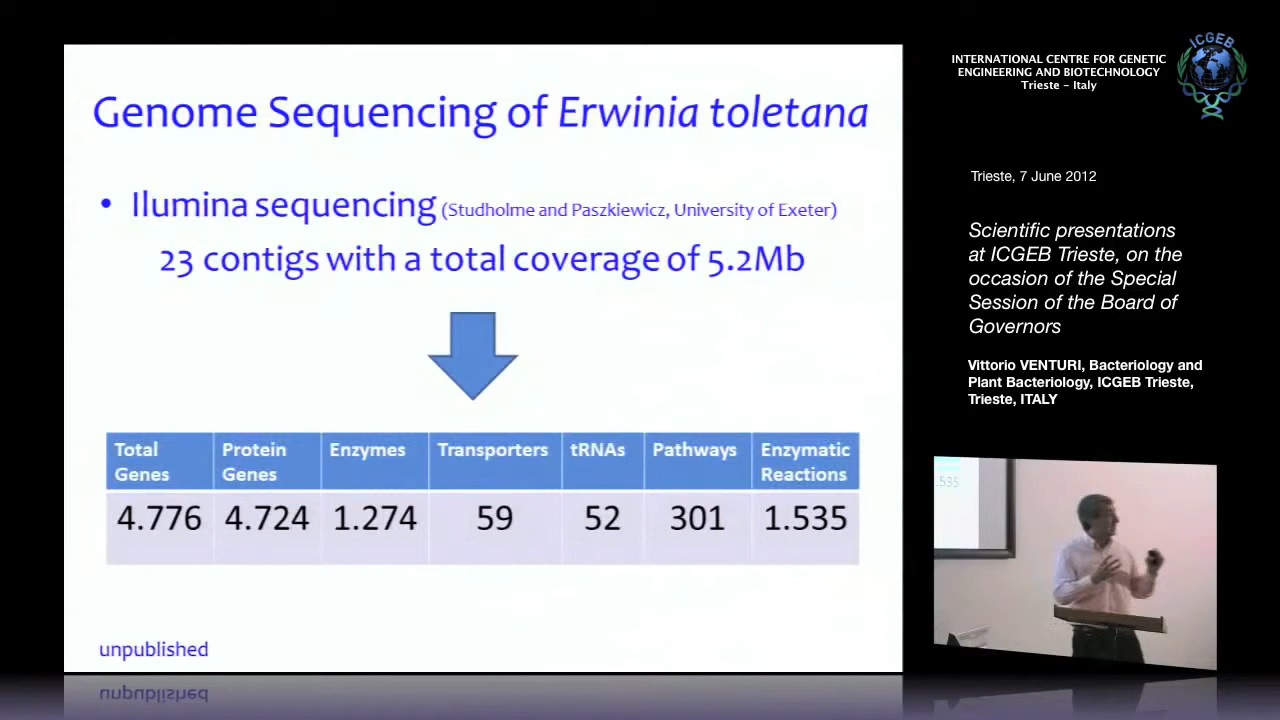 Genome Sequencing of Erwinia toletana
• Ilumina sequencing (Studholme and Paszkiewicz, University of Exeter)
23 contigs with a total coverage of 5.2Mb
Total Genes Protein Genes Enzymes Transporters tRNAs Pathways Enzymatic Reactions
4.776 4.724 1.274 59 52 301 1.535
unpublished
INTERNATIONAL CENTRE FOR GENETIC
ENGINEERING AND BIOTECHNOLOGY
Trieste - Italy
ICGEB
Trieste, 7 June 2012
Scientific presentations
at ICGEB Trieste, on the
occasion of the Special
Session of the Board of
Governors
Vittorio VENTURI, Bacteriology and
Plant Bacteriology, ICGEB Trieste,
Trieste, ITALY
.535